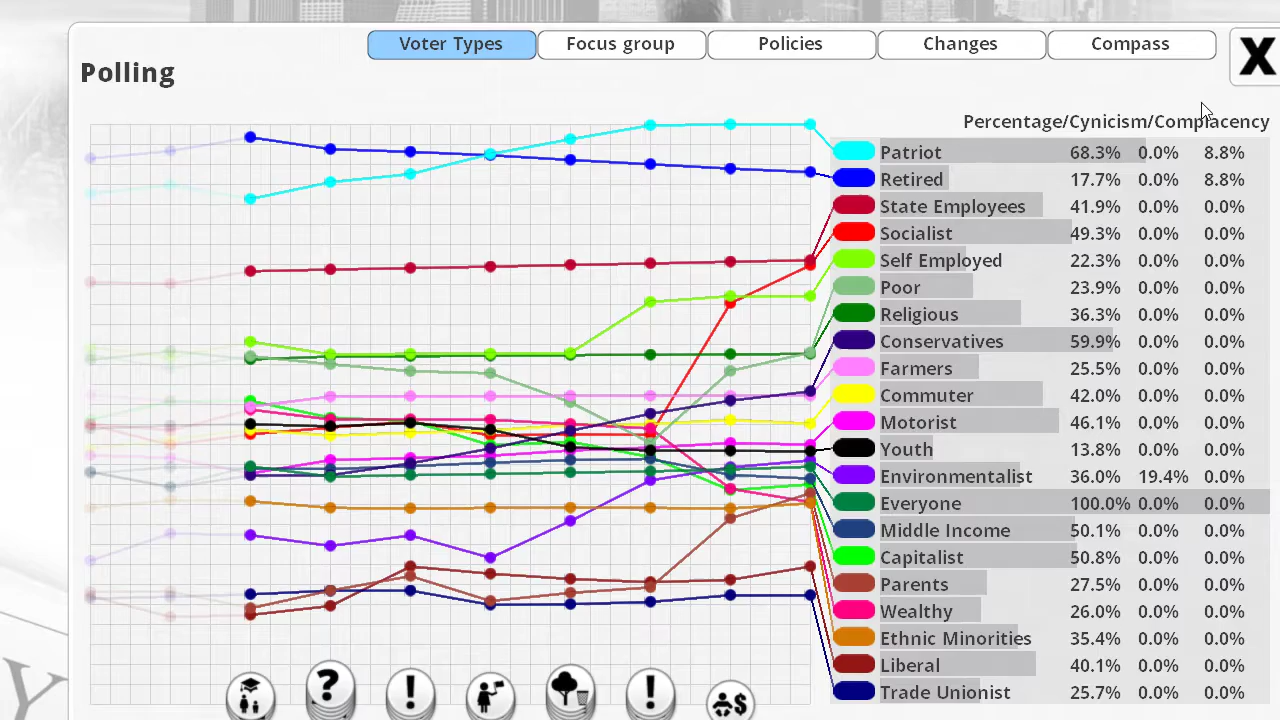 Voter Types Focus group Policies Changes Compass X
Polling
Percentage/Cynicism/Complacency
Patriot 68.3% 0.0% 8.8%
Retired 17.7% 0.0% 8.8%
State Employees 41.9% 0.0% 0.0%
Socialist 49.3% 0.0% 0.0%
Self Employed 22.3% 0.0% 0.0%
Poor 23.9% 0.0% 0.0%
Religious 36.3% 0.0% 0.0%
Conservatives 59.9% 0.0% 0.0%
Farmers 25.5% 0.0% 0.0%
Commuter 42.0% 0.0% 0.0%
Motorist 46.1% 0.0% 0.0%
Youth 13.8% 0.0% 0.0%
Environmentalist 36.0% 19.4% 0.0%
Everyone 100.0% 0.0% 0.0%
Middle Income 50.1% 0.0% 0.0%
Capitalist 50.8% 0.0% 0.0%
Parents 27.5% 0.0% 0.0%
Wealthy 26.0% 0.0% 0.0%
Ethnic Minorities 35.4% 0.0% 0.0%
Liberal 40.1% 0.0% 0.0%
Trade Unionist 25.7% 0.0% 0.0%
? ! ! $
Y